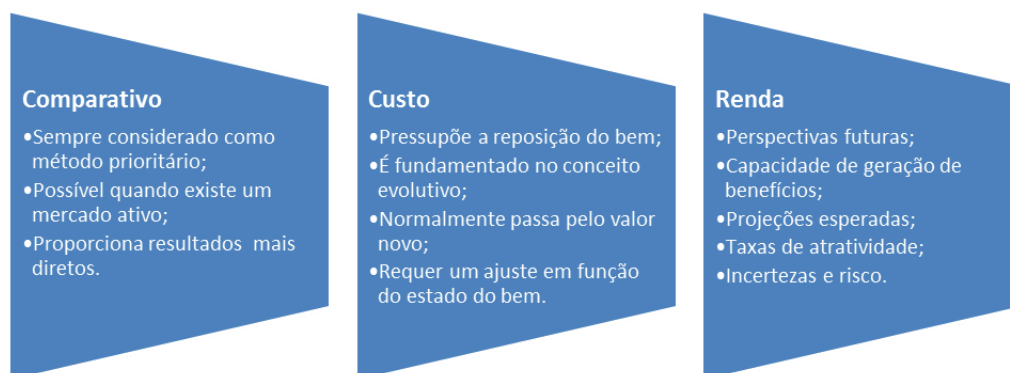 Comparativo
•Sempre considerado como
método prioritário;
•Possível quando existe um
mercado ativo;
•Proporciona resultados mais
diretos.
Custo
•Pressupõe a reposição do bem;
•É fundamentado no conceito
evolutivo;
•Normalmente passa pelo valor
novo;
•Requer um ajuste em função
do estado do bem.
Renda
•Perspectivas futuras;
•Capacidade de geração de
benefícios;
•Projeções esperadas;
•Taxas de atratividade;
•Incertezas e risco.